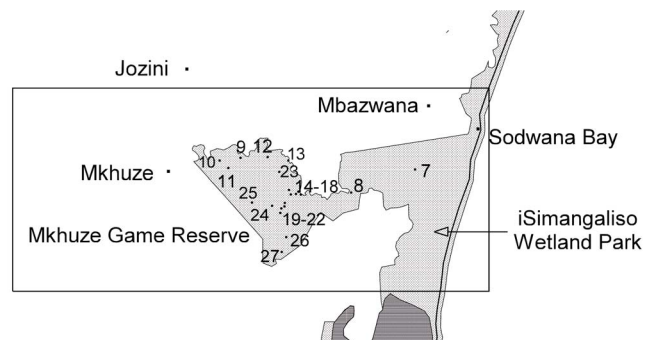 Jozini
Mbazwana
Sodwana Bay
9 12
10
13
Mkhuze
11
23
7
25
14-18
8
24
19-22
iSimangaliso
Mkhuze Game Reserve
Wetland Park
26
27